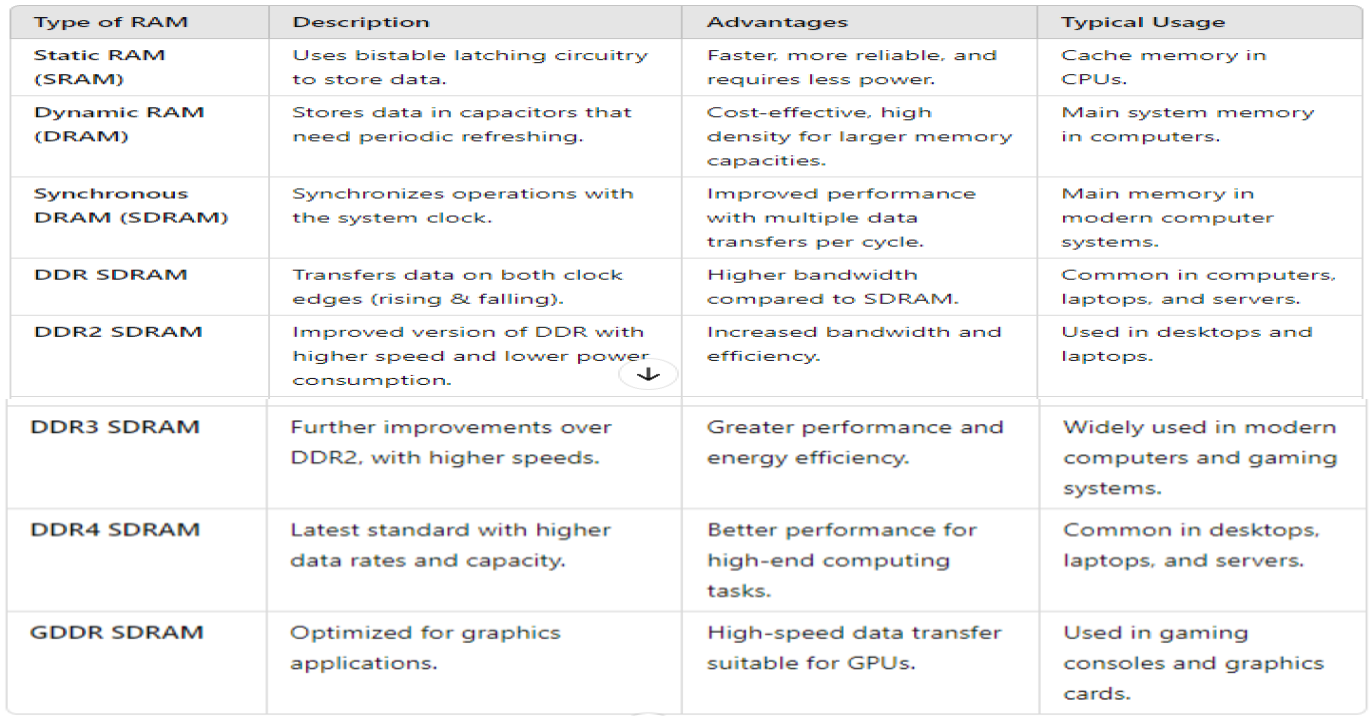 Type of RAM Description Advantages Typical Usage
Static RAM (SRAM)
Uses bistable latching circuitry
to store data.
Faster, more reliable, and
requires less power.
Cache memory in
CPUs.
Dynamic RAM
(DRAM)
Stores data in capacitors that
need periodic refreshing.
Cost-effective, high
density for larger memory
capacities.
Main system memory
in computers.
Synchronous
DRAM (SDRAM)
Synchronizes operations with
the system clock.
Improved performance
with multiple data
transfers per cycle.
Main memory in
modern computer
systems.
DDR SDRAM
Transfers data on both clock
edges (rising & falling).
Higher bandwidth
compared to SDRAM.
Common in computers,
laptops, and servers.
DDR2 SDRAM
Improved version of DDR with
higher speed and lower power
consumption.
Increased bandwidth and
efficiency.
Used in desktops and
laptops.
DDR3 SDRAM
Further improvements over
DDR2, with higher speeds.
Greater performance and
energy efficiency.
Widely used in modern
computers and gaming
systems.
DDR4 SDRAM
Latest standard with higher
data rates and capacity.
Better performance for
high-end computing
tasks.
Common in desktops,
laptops, and servers.
GDDR SDRAM
Optimized for graphics
applications.
High-speed data transfer
suitable for GPUs.
Used in gaming
consoles and graphics
cards.